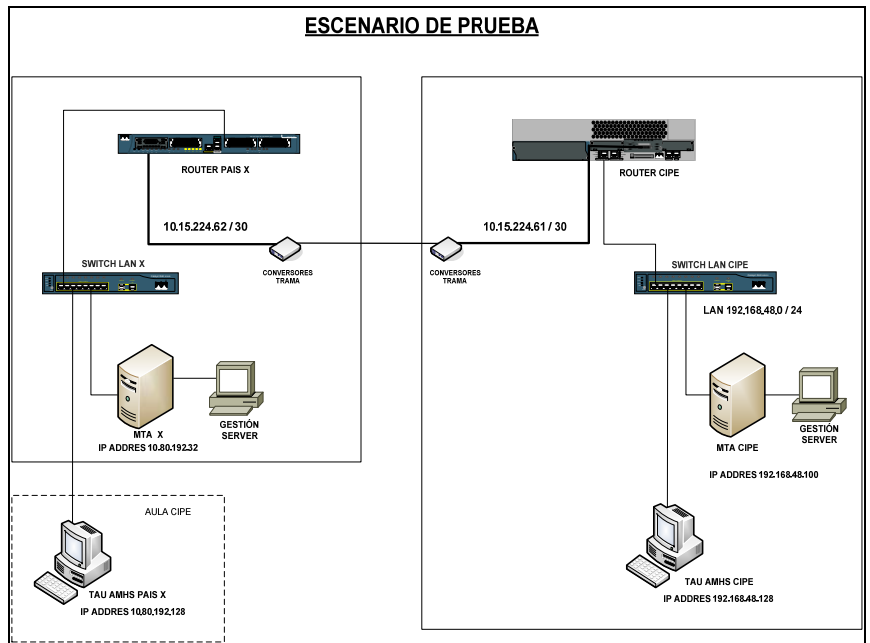 ESCENARIO DE PRUEBA
ROUTER PAIS X
ROUTER CIPE
10.15.224.62 / 30
10.15.224.61 / 30
CONVERSORES
TRAMA
CONVERSORES
TRAMA
SWITCH LAN X
SWITCH LAN CIPE
LAN 192.168.48.0 / 24
GESTIÓN
SERVER
MTA X
IP ADDRES 10.80.192.32
GESTIÓN
SERVER
MTA CIPE
IP ADDRES 192.168.48.100
AULA CIPE
TAU AMHS PAIS X
IP ADDRES 10.80.192.128
TAU AMHS CIPE
IP ADDRES 192.168.48.128